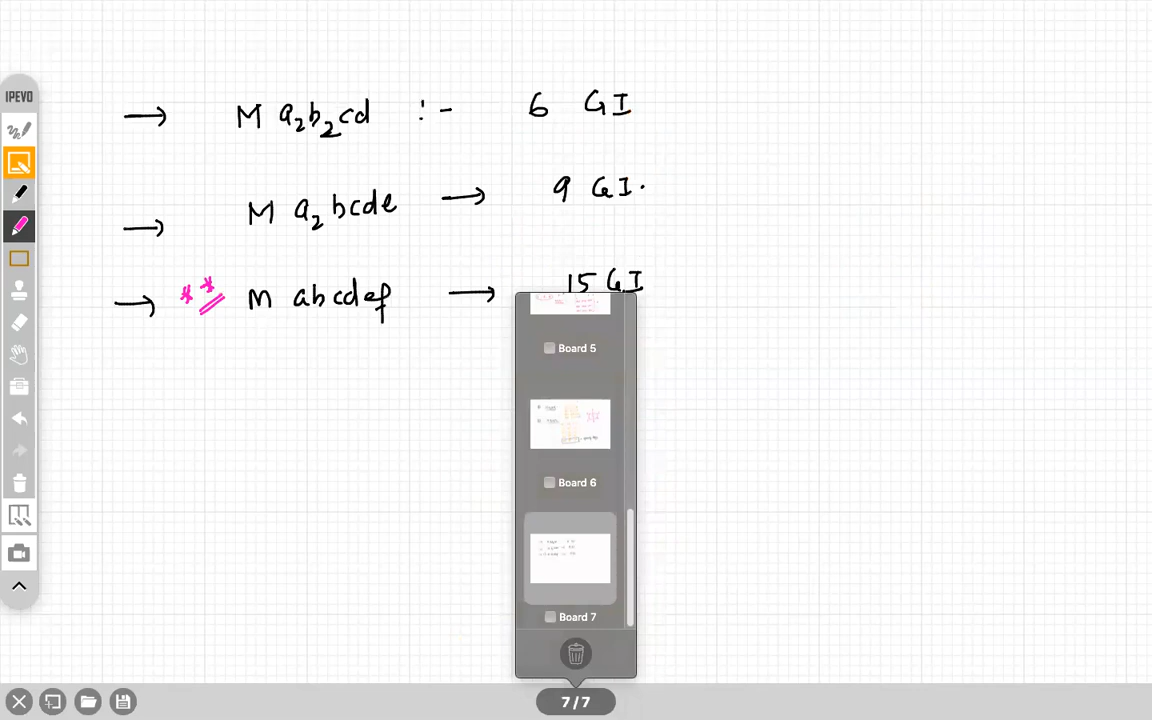 IPEVO
→ M a₂b₂cd :- 6 GI
→ M a₂bcde → 9 GI.
→ ** M abcdef → 15 GI
Board 5
Board 6
Board 7
7/7